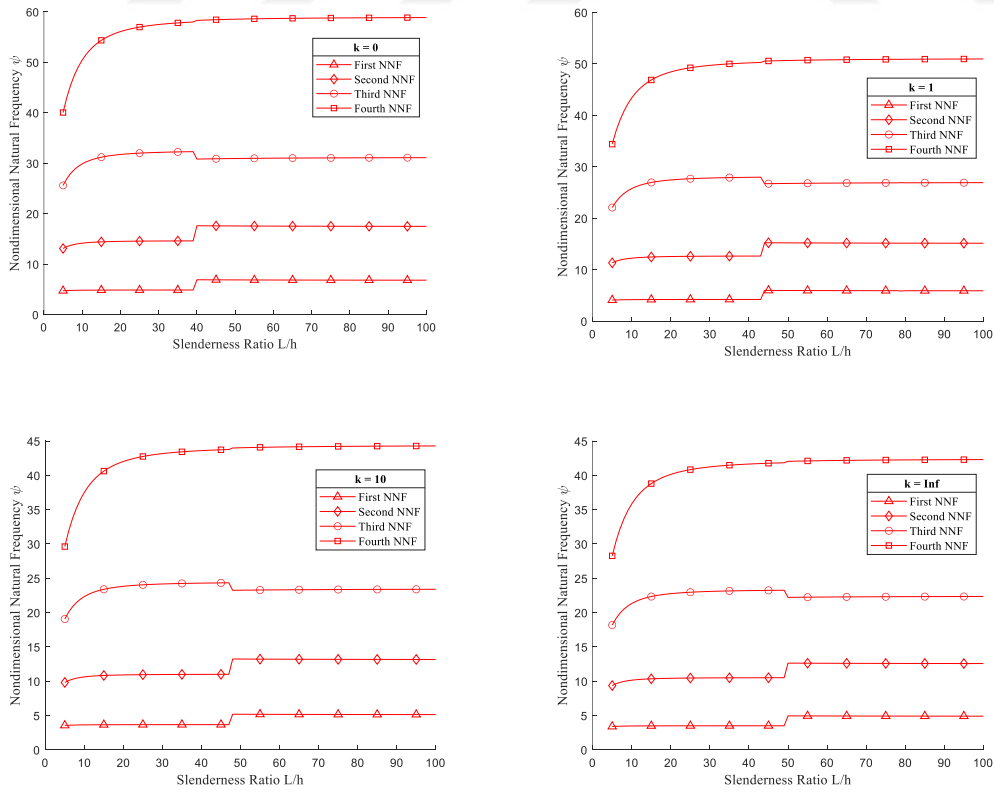 60
50
40
30
20
10
0
Nondimensional Natural Frequency ψ
k = 0
First NNF
Second NNF
Third NNF
Fourth NNF
0 10 20 30 40 50 60 70 80 90 100
Slenderness Ratio L/h
60
50
40
30
20
10
0
Nondimensional Natural Frequency ψ
k = 1
First NNF
Second NNF
Third NNF
Fourth NNF
0 10 20 30 40 50 60 70 80 90 100
Slenderness Ratio L/h
45
40
35
30
25
20
15
10
5
0
Nondimensional Natural Frequency ψ
k = 10
First NNF
Second NNF
Third NNF
Fourth NNF
0 10 20 30 40 50 60 70 80 90 100
Slenderness Ratio L/h
45
40
35
30
25
20
15
10
5
0
Nondimensional Natural Frequency ψ
k = Inf
First NNF
Second NNF
Third NNF
Fourth NNF
0 10 20 30 40 50 60 70 80 90 100
Slenderness Ratio L/h